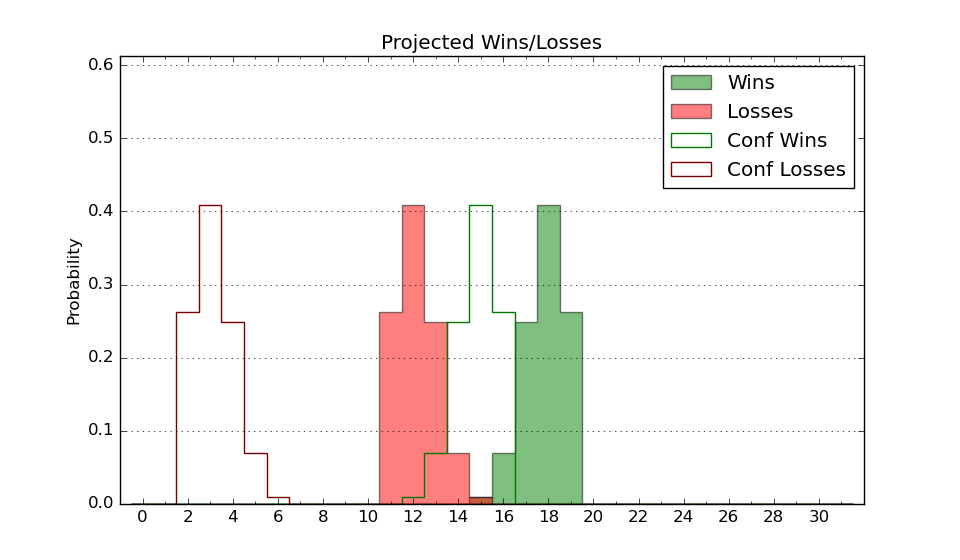 Projected Wins/Losses
Probability
0.6
0.5
0.4
0.3
0.2
0.1
0.0
0 2 4 6 8 10 12 14 16 18 20 22 24 26 28 30
Wins
Losses
Conf Wins
Conf Losses